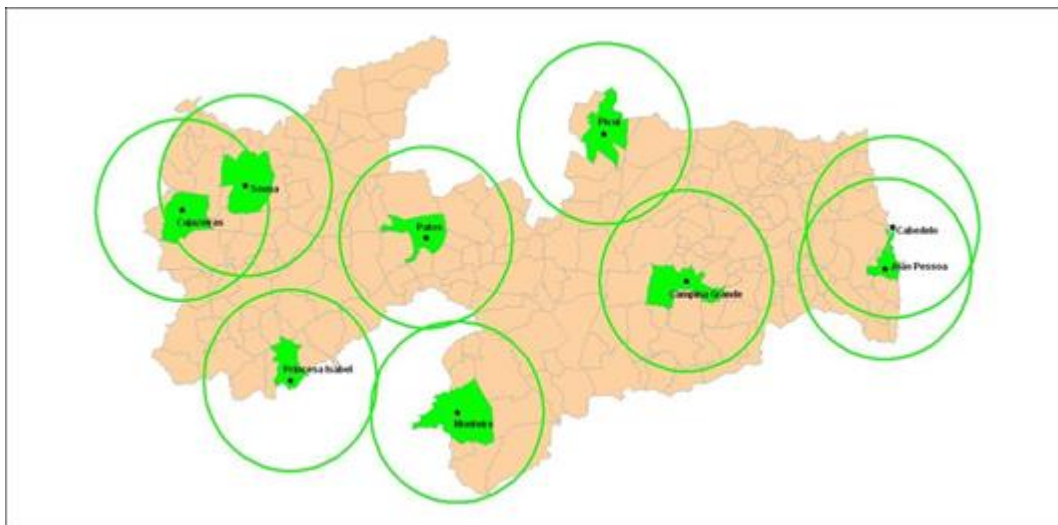 Picuí
Sousa
Cajazeiras
Patos
Cabedelo
João Pessoa
Campina Grande
Princesa Isabel
Monteiro